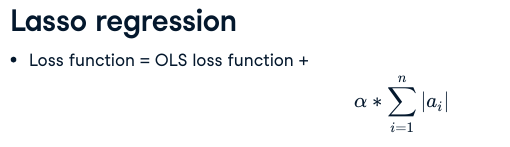 Lasso regression
• Loss function = OLS loss function +
α * ∑_{i=1}^{n} |a_i|